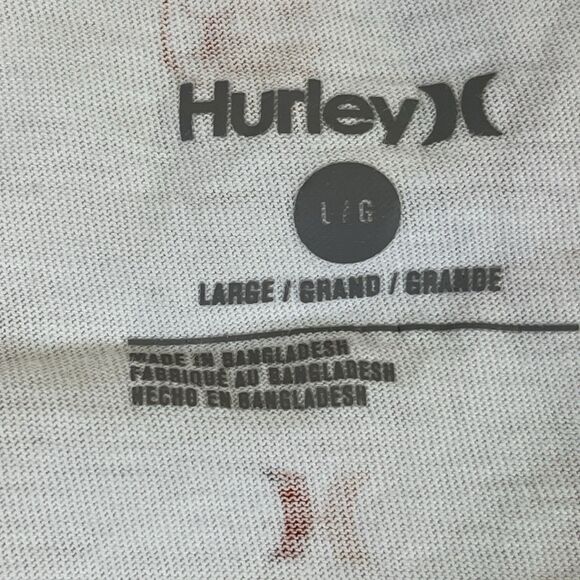 Hurley
L/G
LARGE / GRAND / GRANDE
MADE IN BANGLADESH
FABRIQUÉ AU BANGLADESH
HECHO EN BANGLADESH